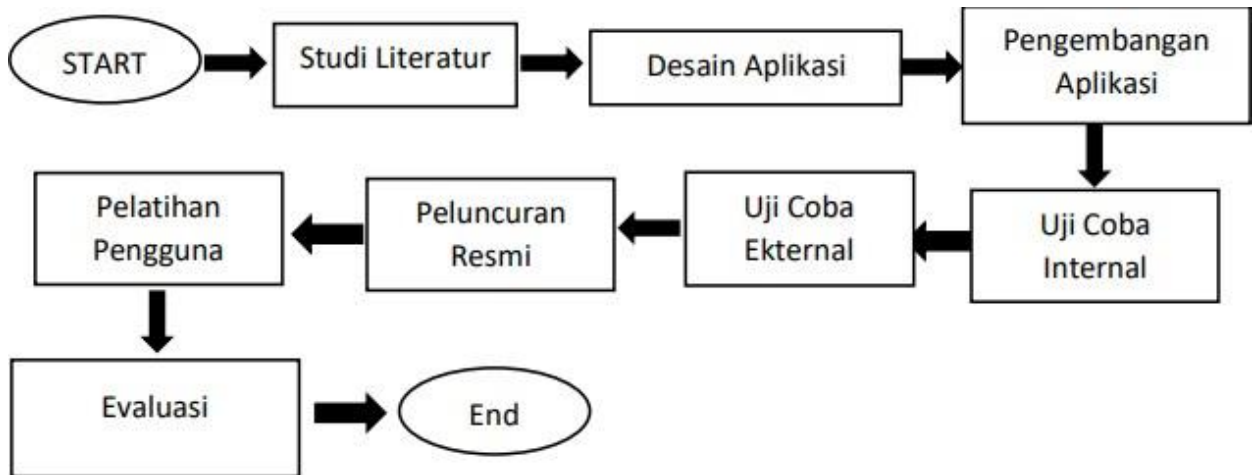 START
Studi Literatur
Desain Aplikasi
Pengembangan
Aplikasi
Uji Coba
Internal
Uji Coba
Ekternal
Peluncuran
Resmi
Pelatihan
Pengguna
Evaluasi
End